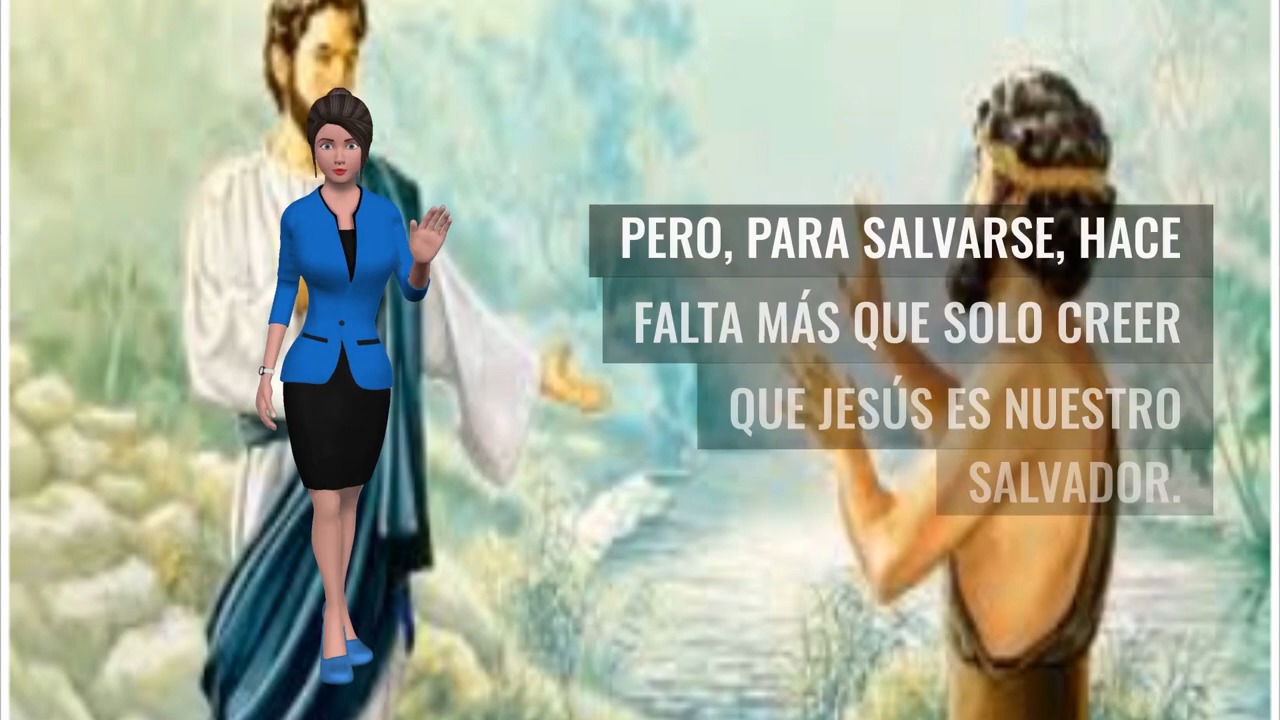 PERO, PARA SALVARSE, HACE
FALTA MÁS QUE SOLO CREER
QUE JESÚS ES NUESTRO
SALVADOR.